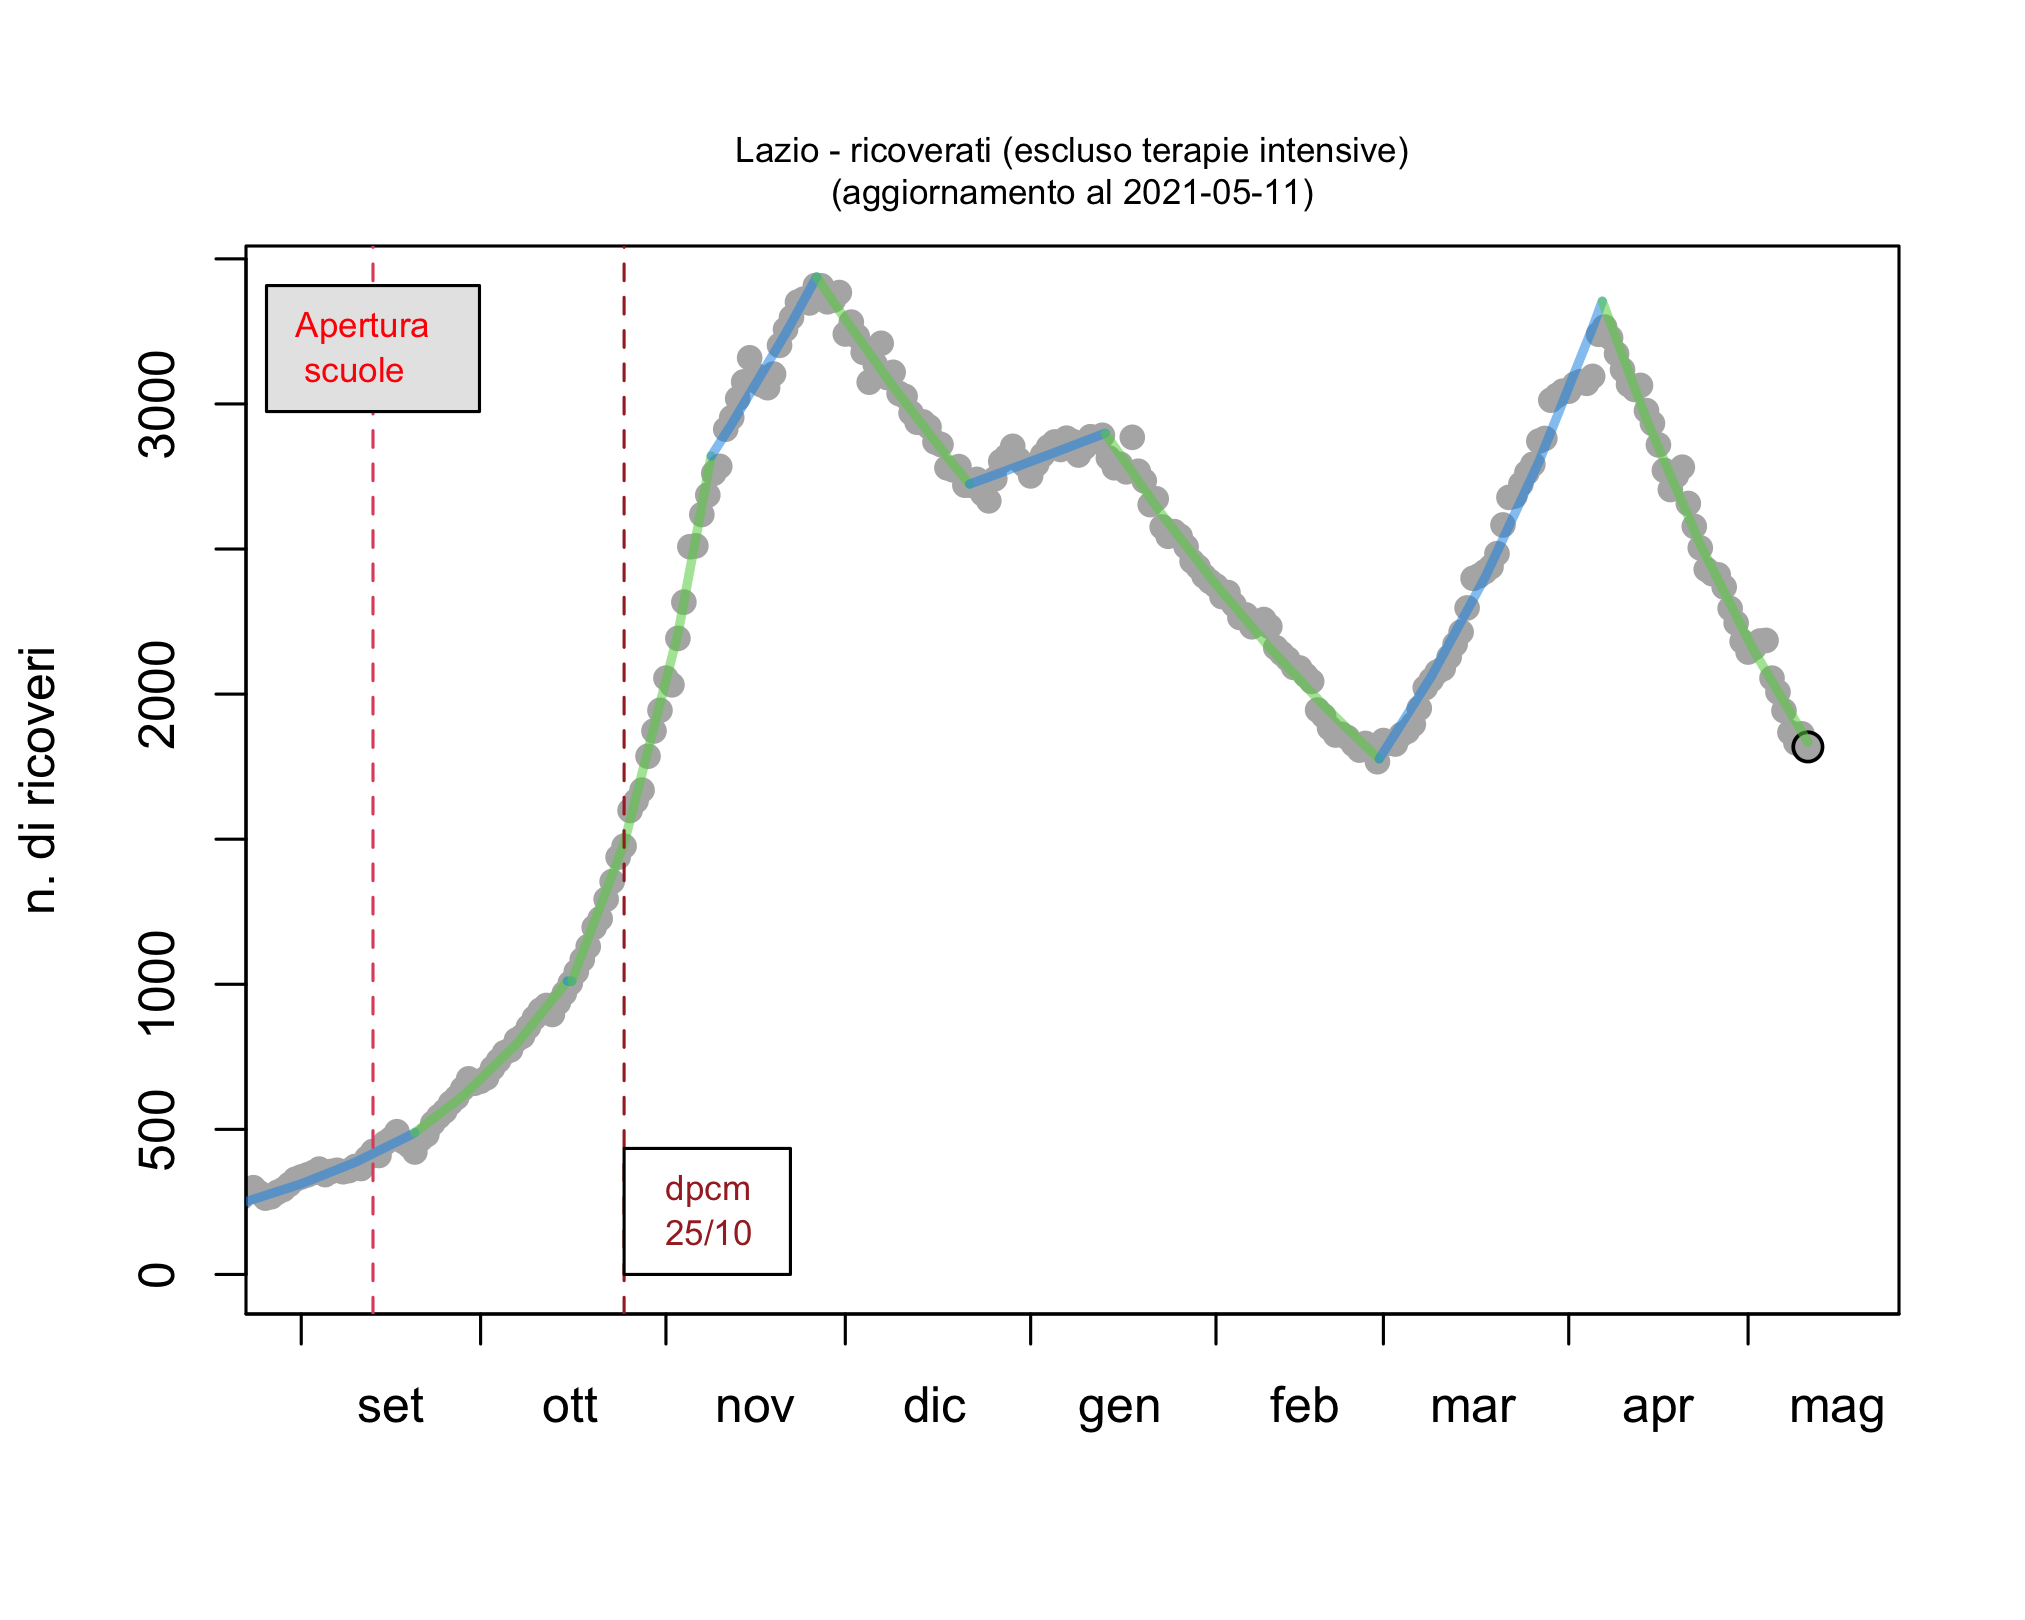 Lazio - ricoverati (escluso terapie intensive)
(aggiornamento al 2021-05-11)
Apertura
scuole
dpcm
25/10
n. di ricoveri
3000
2000
1000
500
0
set ott nov dic gen feb mar apr mag